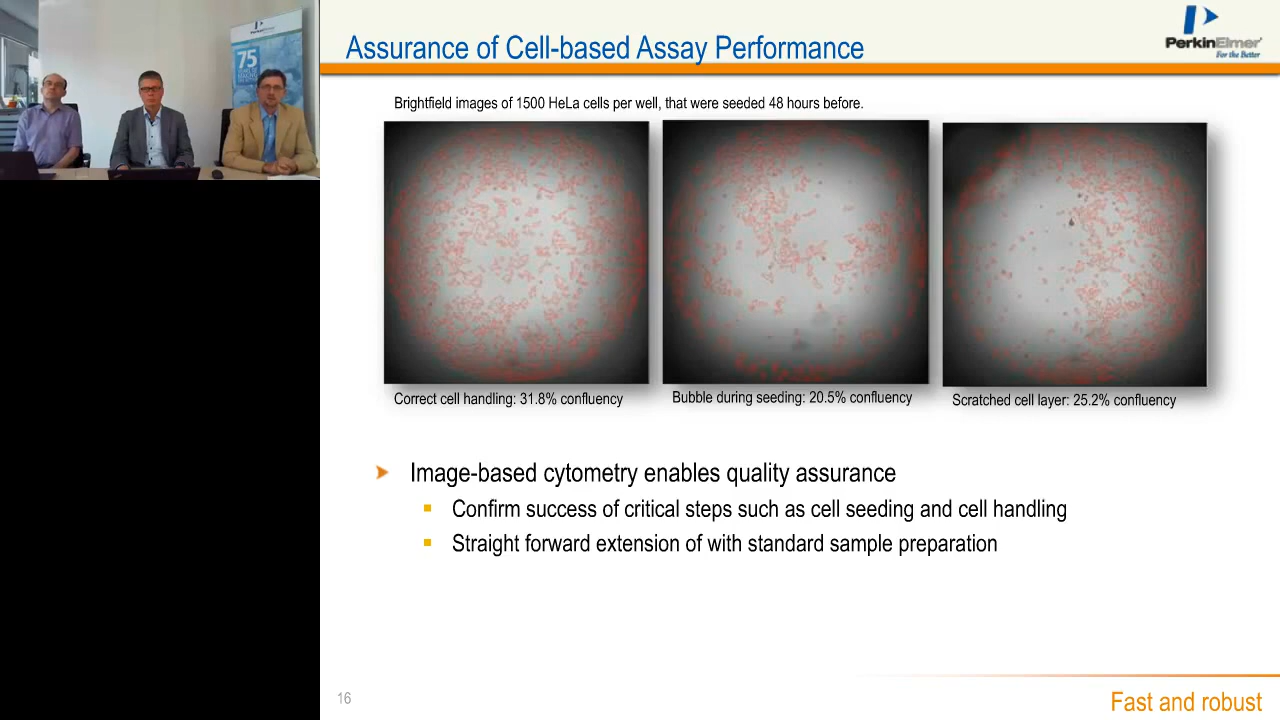 PerkinElmer
75
Assurance of Cell-based Assay Performance
PerkinElmer
For the Better
Brightfield images of 1500 HeLa cells per well, that were seeded 48 hours before.
Correct cell handling: 31.8% confluency
Bubble during seeding: 20.5% confluency
Scratched cell layer: 25.2% confluency
Image-based cytometry enables quality assurance
Confirm success of critical steps such as cell seeding and cell handling
Straight forward extension of with standard sample preparation
16
Fast and robust